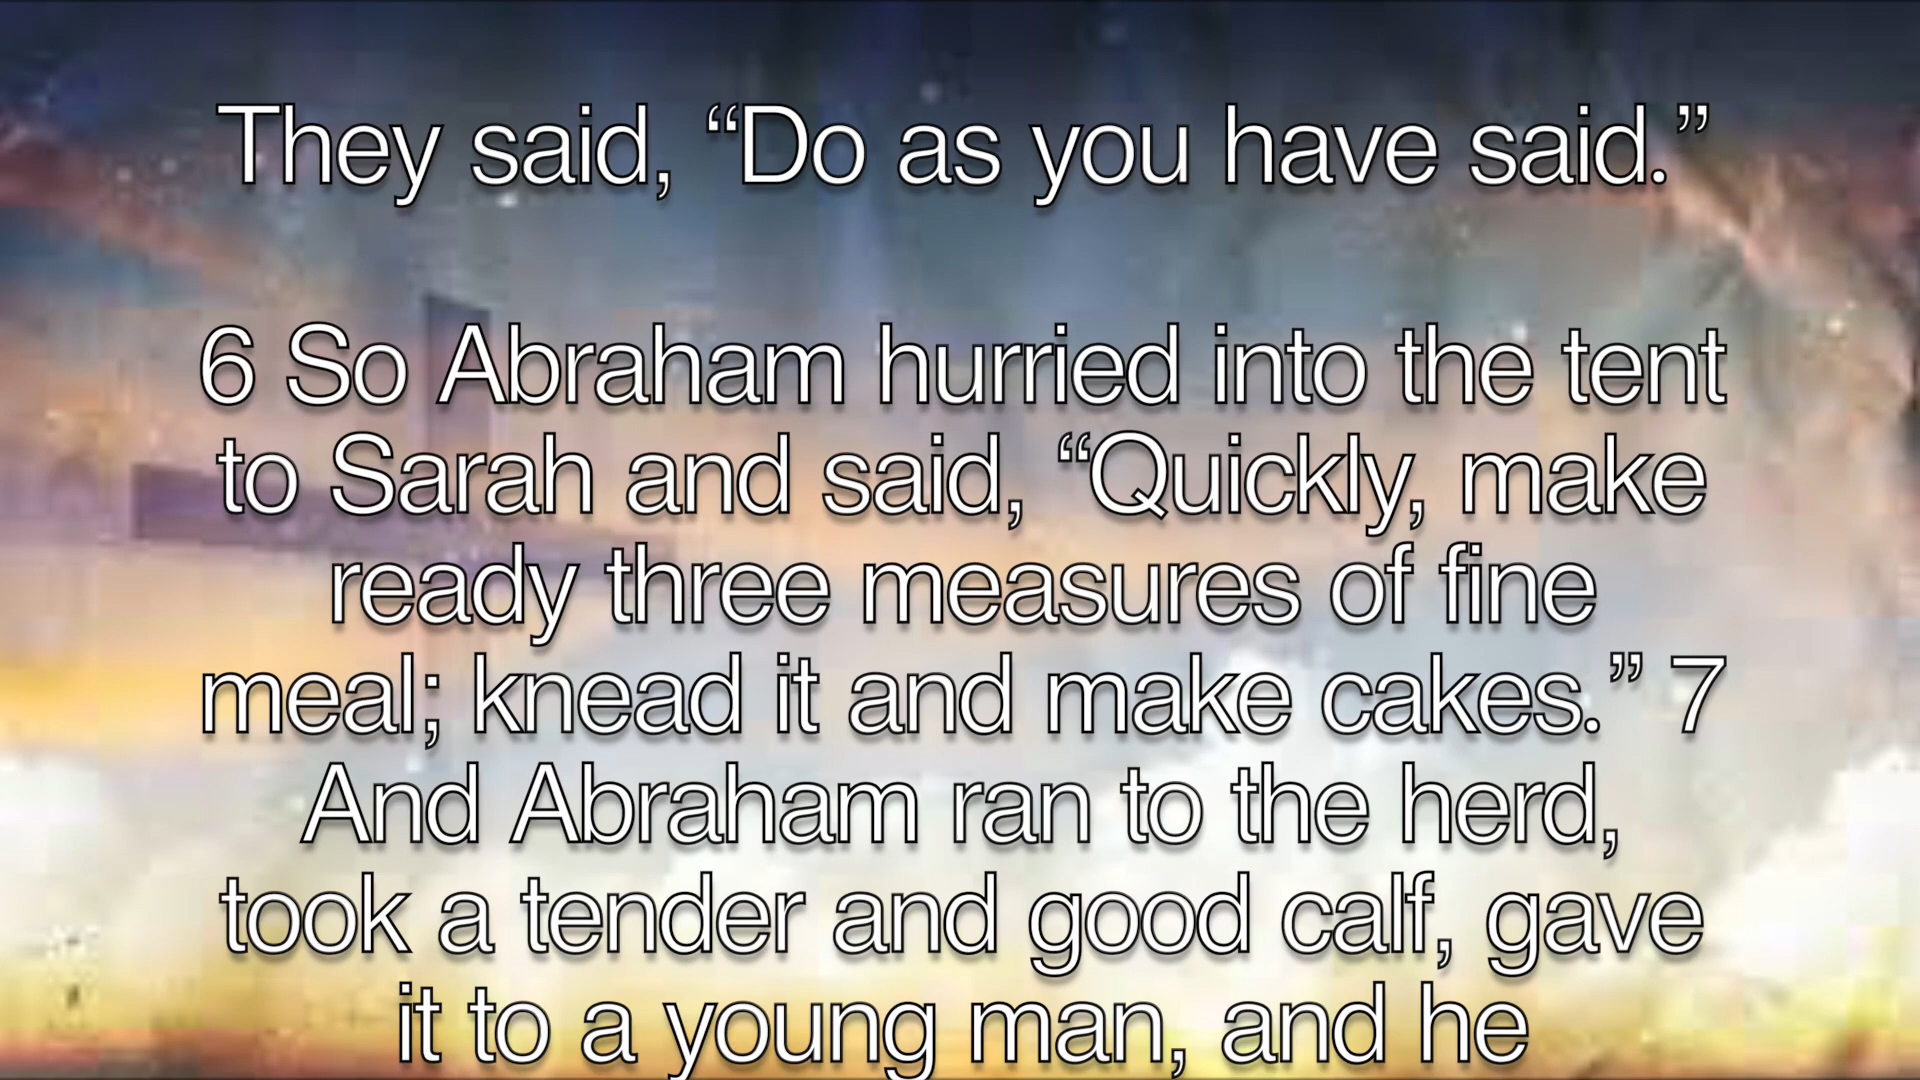 They said, “Do as you have said.”
6 So Abraham hurried into the tent
to Sarah and said, “Quickly, make
ready three measures of fine
meal; knead it and make cakes.” 7
And Abraham ran to the herd,
took a tender and good calf, gave
it to a young man, and he